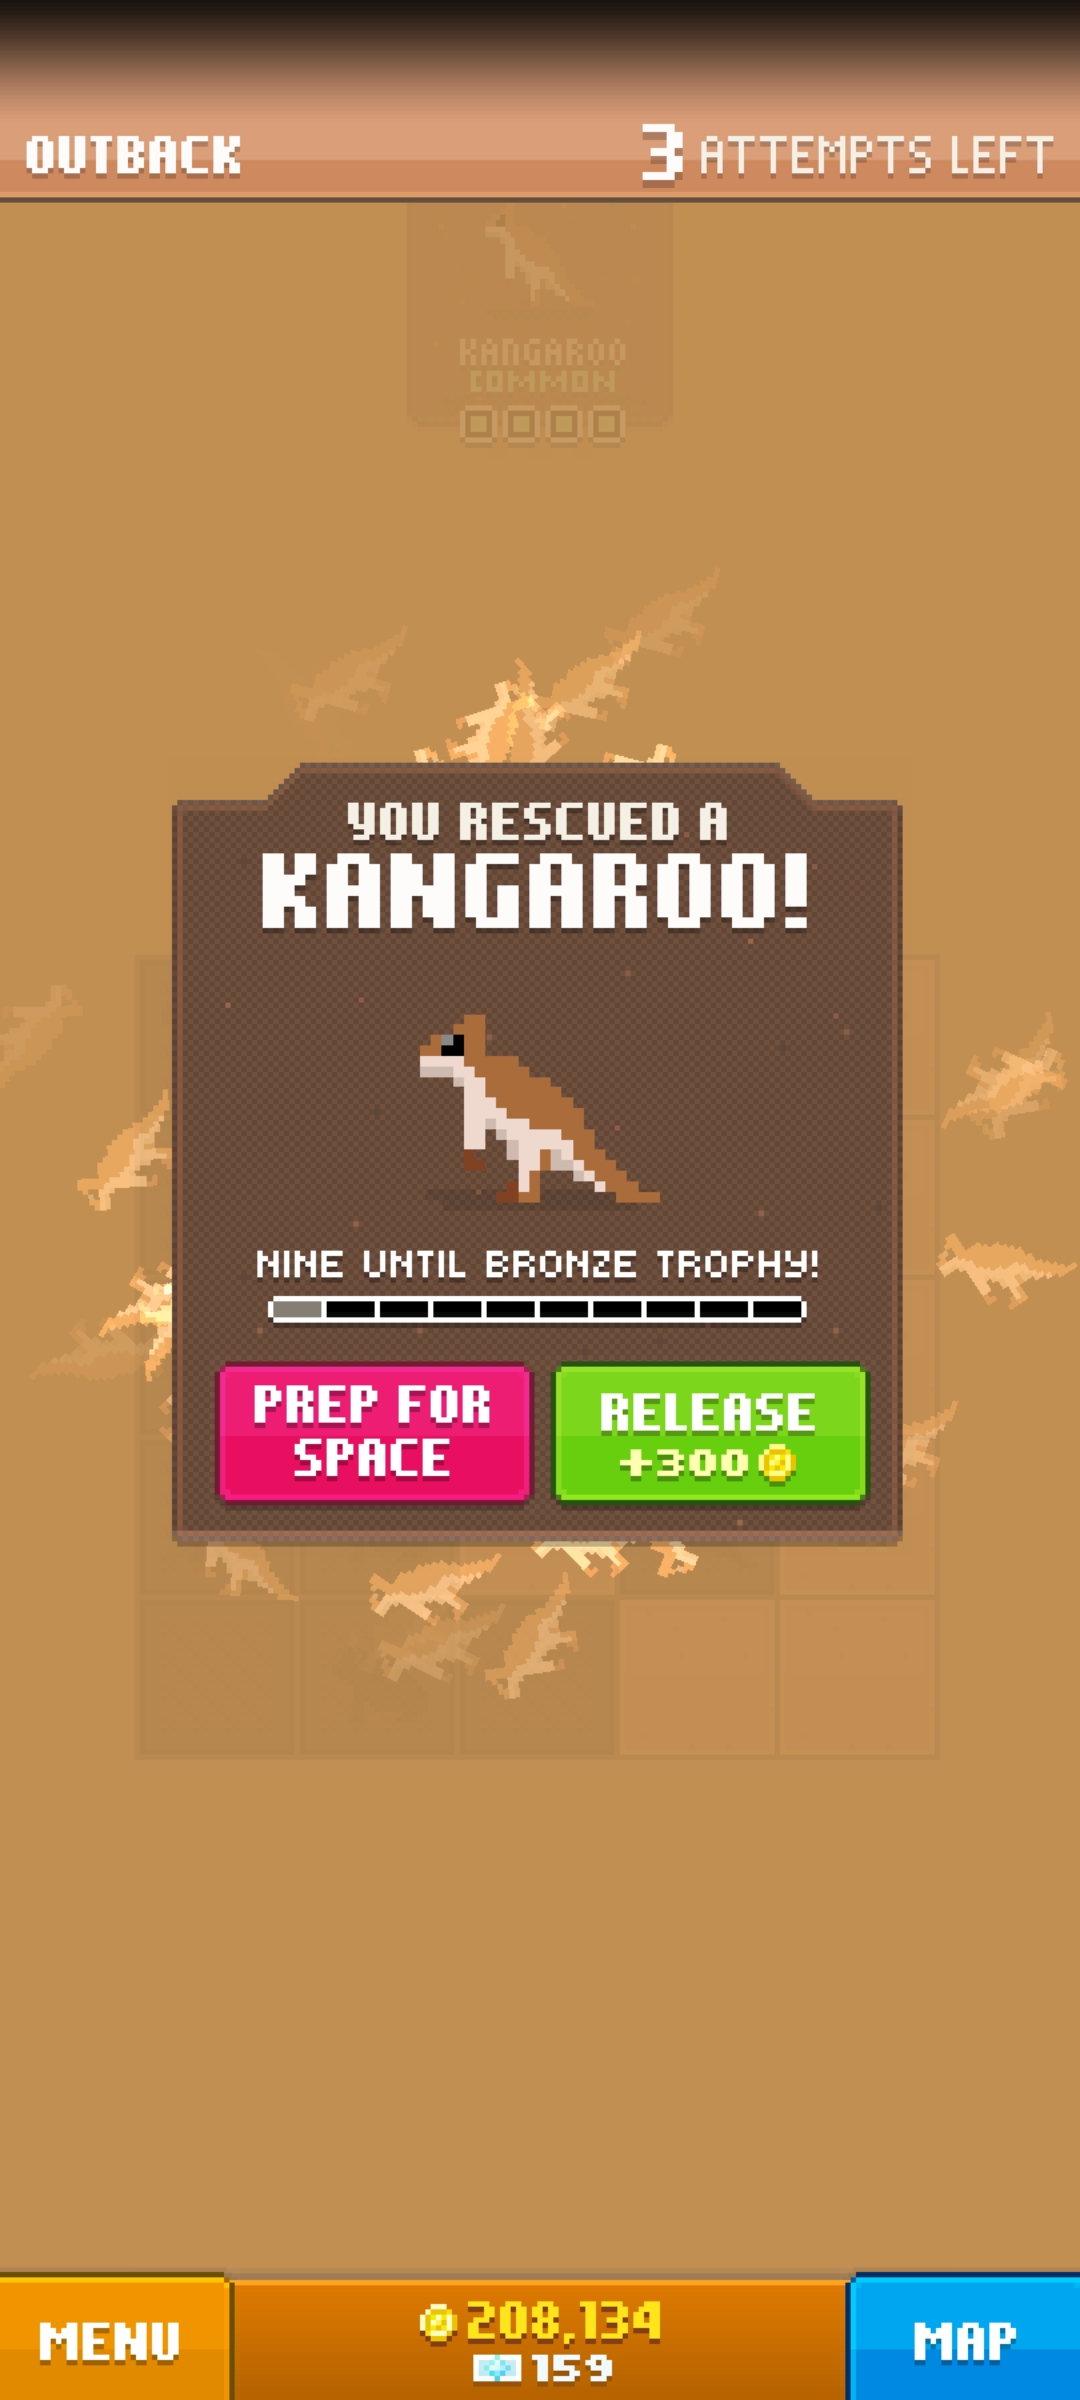 OUTBACK
3 ATTEMPTS LEFT
KANGAROO
COMMON
YOU RESCUED A
KANGAROO!
NINE UNTIL BRONZE TROPHY!
PREP FOR
SPACE
RELEASE
+300
MENU
208,134
159
MAP